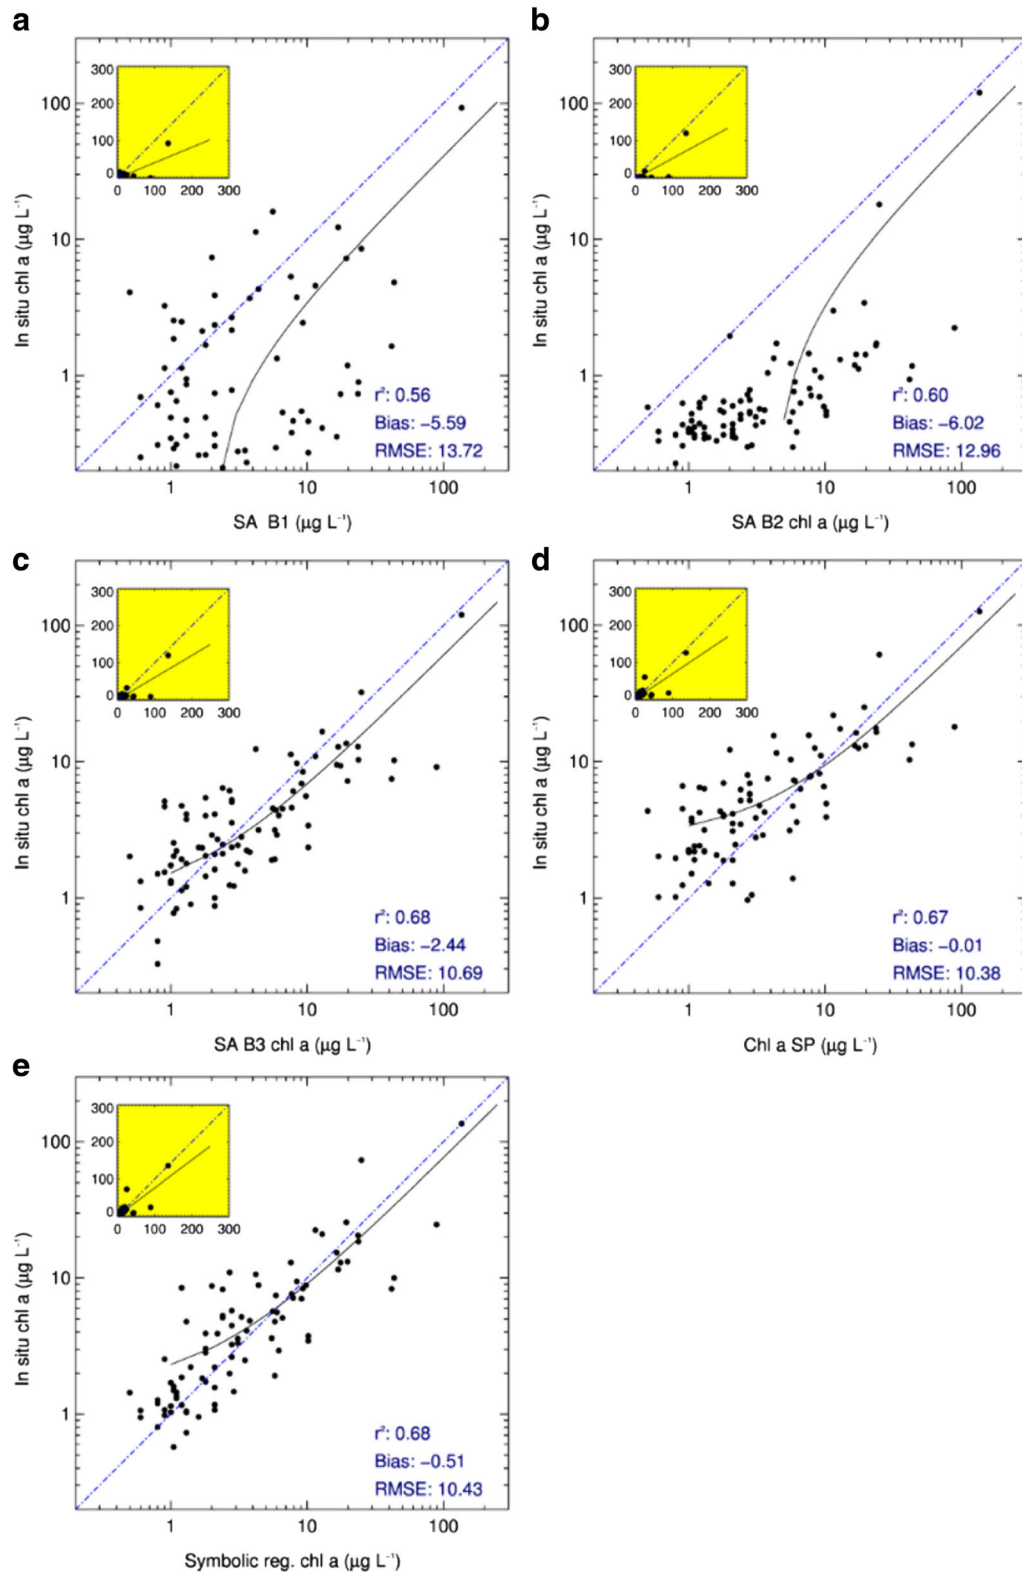 a
300
200
100
0
0 100 200 300
100
10
1
In situ chl a (µg L⁻¹)
r²: 0.56
Bias: −5.59
RMSE: 13.72
1 10 100
SA B1 (µg L⁻¹)
b
300
200
100
0
0 100 200 300
100
10
1
In situ chl a (µg L⁻¹)
r²: 0.60
Bias: −6.02
RMSE: 12.96
1 10 100
SA B2 chl a (µg L⁻¹)
c
300
200
100
0
0 100 200 300
100
10
1
In situ chl a (µg L⁻¹)
r²: 0.68
Bias: −2.44
RMSE: 10.69
1 10 100
SA B3 chl a (µg L⁻¹)
d
300
200
100
0
0 100 200 300
100
10
1
In situ chl a (µg L⁻¹)
r²: 0.67
Bias: −0.01
RMSE: 10.38
1 10 100
Chl a SP (µg L⁻¹)
e
300
200
100
0
0 100 200 300
100
10
1
In situ chl a (µg L⁻¹)
r²: 0.68
Bias: −0.51
RMSE: 10.43
1 10 100
Symbolic reg. chl a (µg L⁻¹)